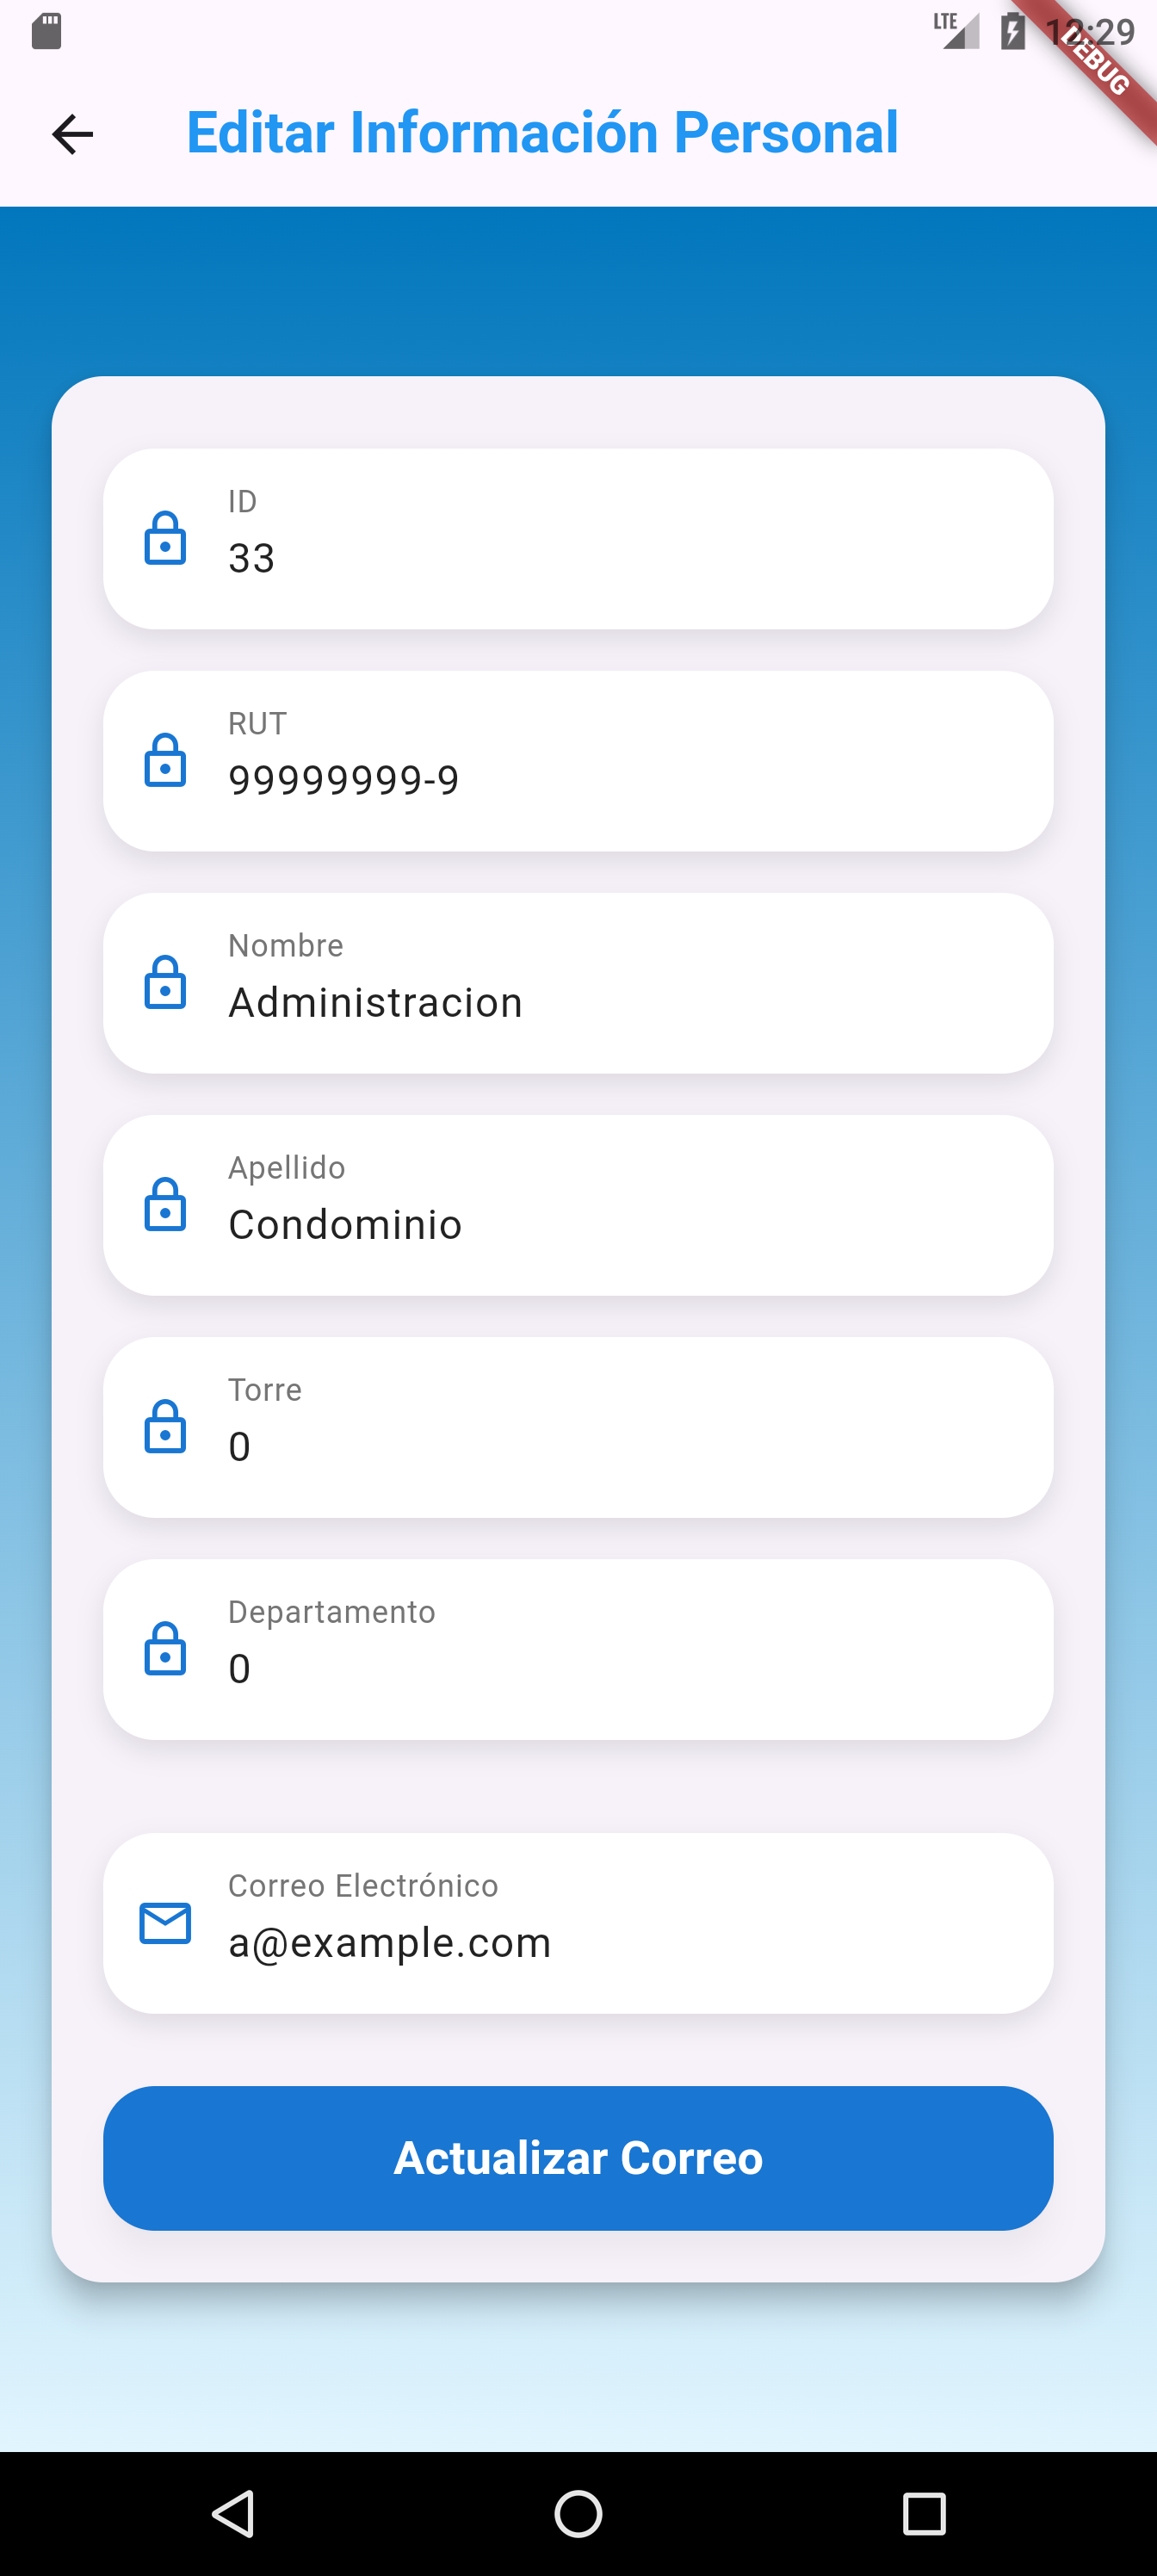 LTE 12:29
DEBUG
Editar Información Personal
ID
33
RUT
99999999-9
Nombre
Administracion
Apellido
Condominio
Torre
0
Departamento
0
Correo Electrónico
a@example.com
Actualizar Correo